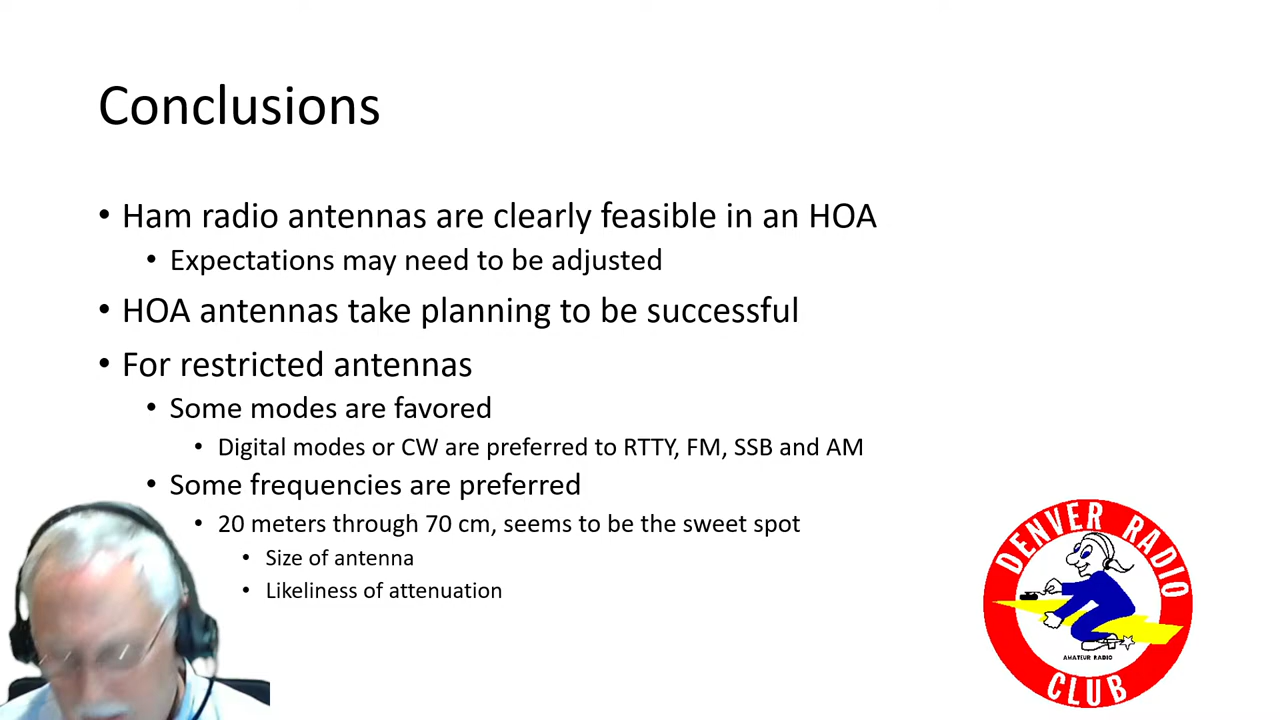 Conclusions
• Ham radio antennas are clearly feasible in an HOA
• Expectations may need to be adjusted
• HOA antennas take planning to be successful
• For restricted antennas
• Some modes are favored
• Digital modes or CW are preferred to RTTY, FM, SSB and AM
• Some frequencies are preferred
• 20 meters through 70 cm, seems to be the sweet spot
• Size of antenna
• Likeliness of attenuation
DENVER RADIO
AMATEUR RADIO
CLUB